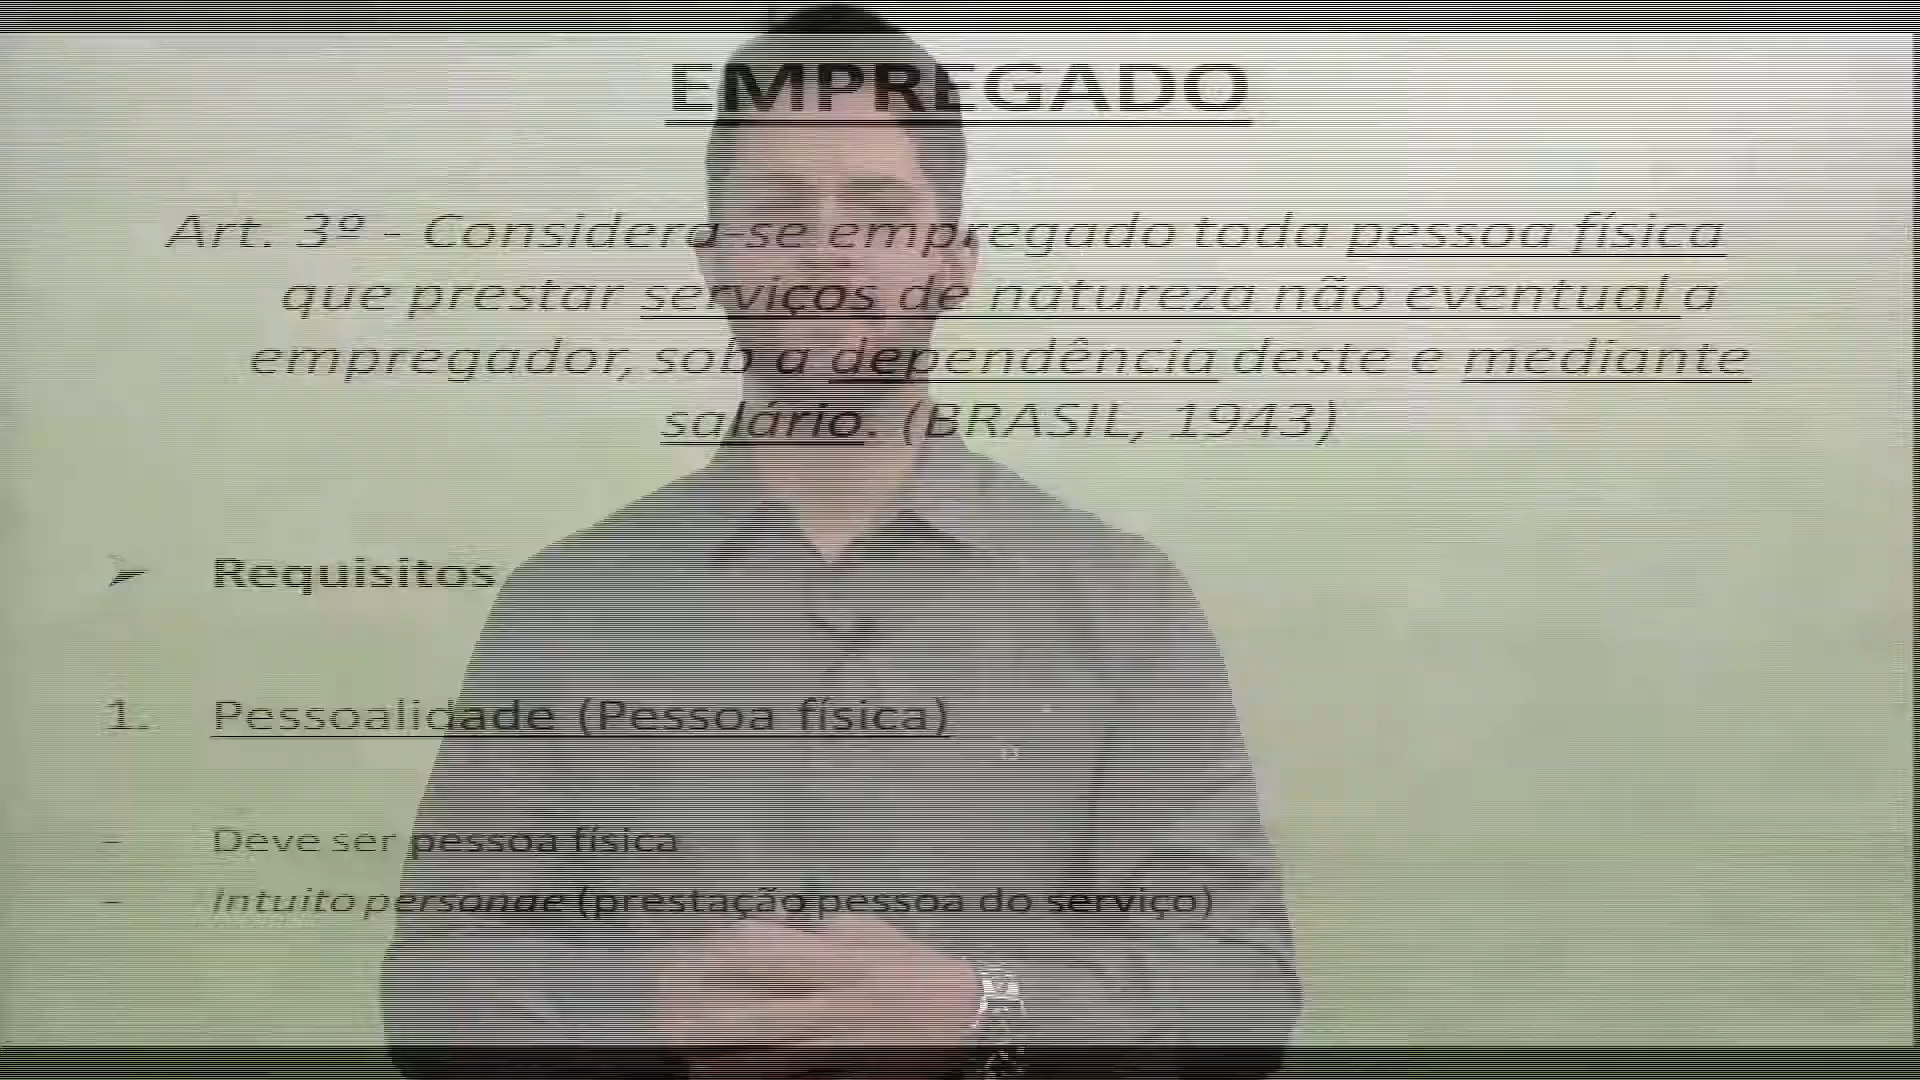 EMPREGADO
Art. 3º - Considera-se empregado toda pessoa física
que prestar serviços de natureza não eventual a
empregador, sob a dependência deste e mediante
salário. (BRASIL, 1943)
➢ Requisitos
1. Pessoalidade (Pessoa física)
- Deve ser pessoa física
- Intuito personae (prestação pessoa do serviço)